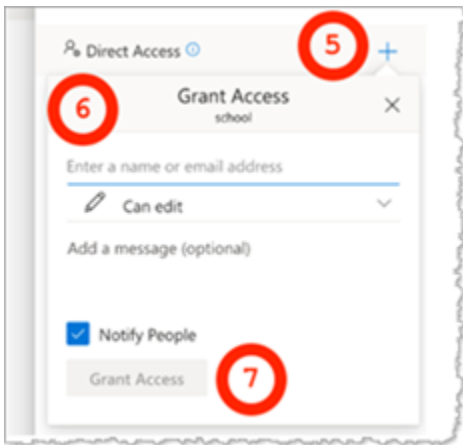 Direct Access
5
6
Grant Access
school
Enter a name or email address
Can edit
Add a message (optional)
Notify People
Grant Access
7